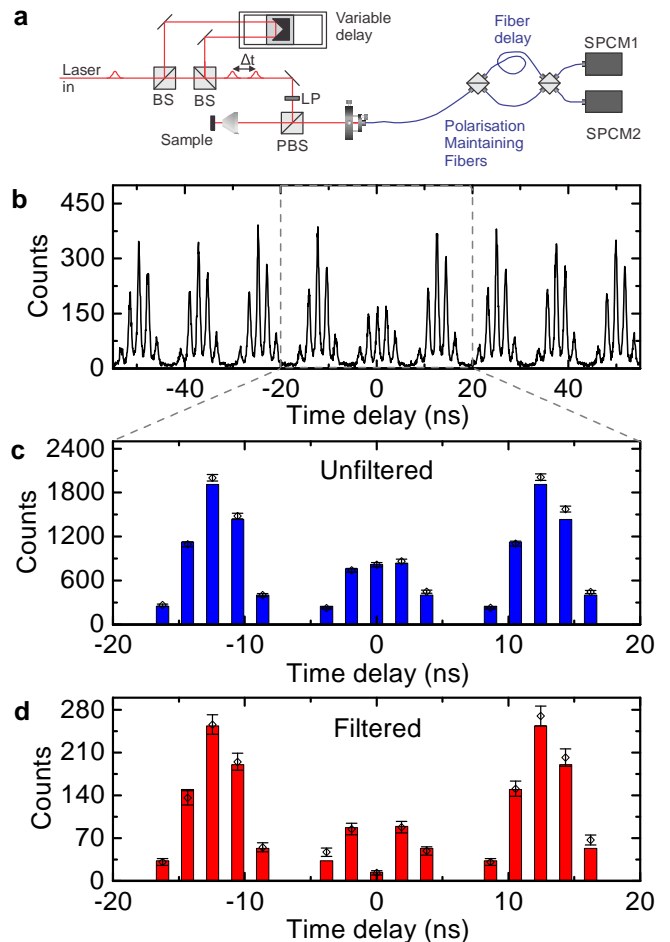 a
Variable
delay
Fiber
delay
SPCM1
Laser
in
Δt
BS
BS
LP
Sample
PBS
Polarisation
Maintaining
Fibers
SPCM2
b
450
300
150
0
Counts
-40
-20
0
20
40
Time delay (ns)
c
2400
1800
1200
600
0
Counts
Unfiltered
-20
-10
0
10
20
Time delay (ns)
d
280
210
140
70
0
Counts
Filtered
-20
-10
0
10
20
Time delay (ns)